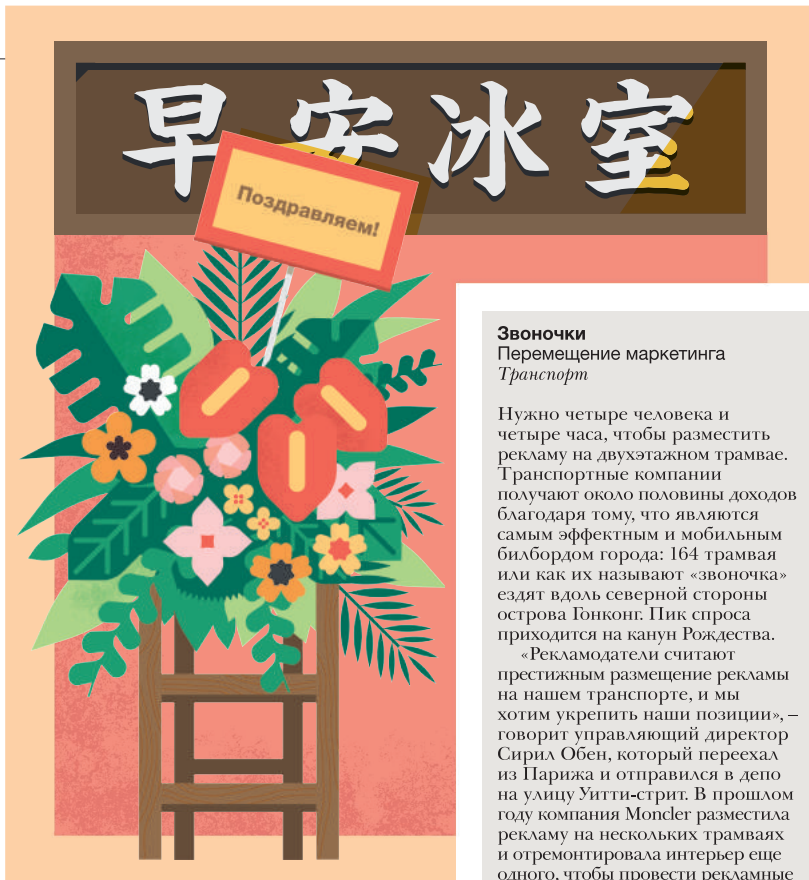 早安冰室
Поздравляем!
Звоночки
Перемещение маркетинга
Транспорт
Нужно четыре человека и
четыре часа, чтобы разместить
рекламу на двухэтажном трамвае.
Транспортные компании
получают около половины доходов
благодаря тому, что являются
самым эффектным и мобильным
билбордом города: 164 трамвая
или как их называют «звоночка»
ездят вдоль северной стороны
острова Гонконг. Пик спроса
приходится на канун Рождества.
«Рекламодатели считают
престижным размещение рекламы
на нашем транспорте, и мы
хотим укрепить наши позиции», –
говорит управляющий директор
Сирил Обен, который переехал
из Парижа и отправился в депо
на улицу Уитти-стрит. В прошлом
году компания Moncler разместила
рекламу на нескольких трамваях
и отремонтировала интерьер еще
одного, чтобы провести рекламные